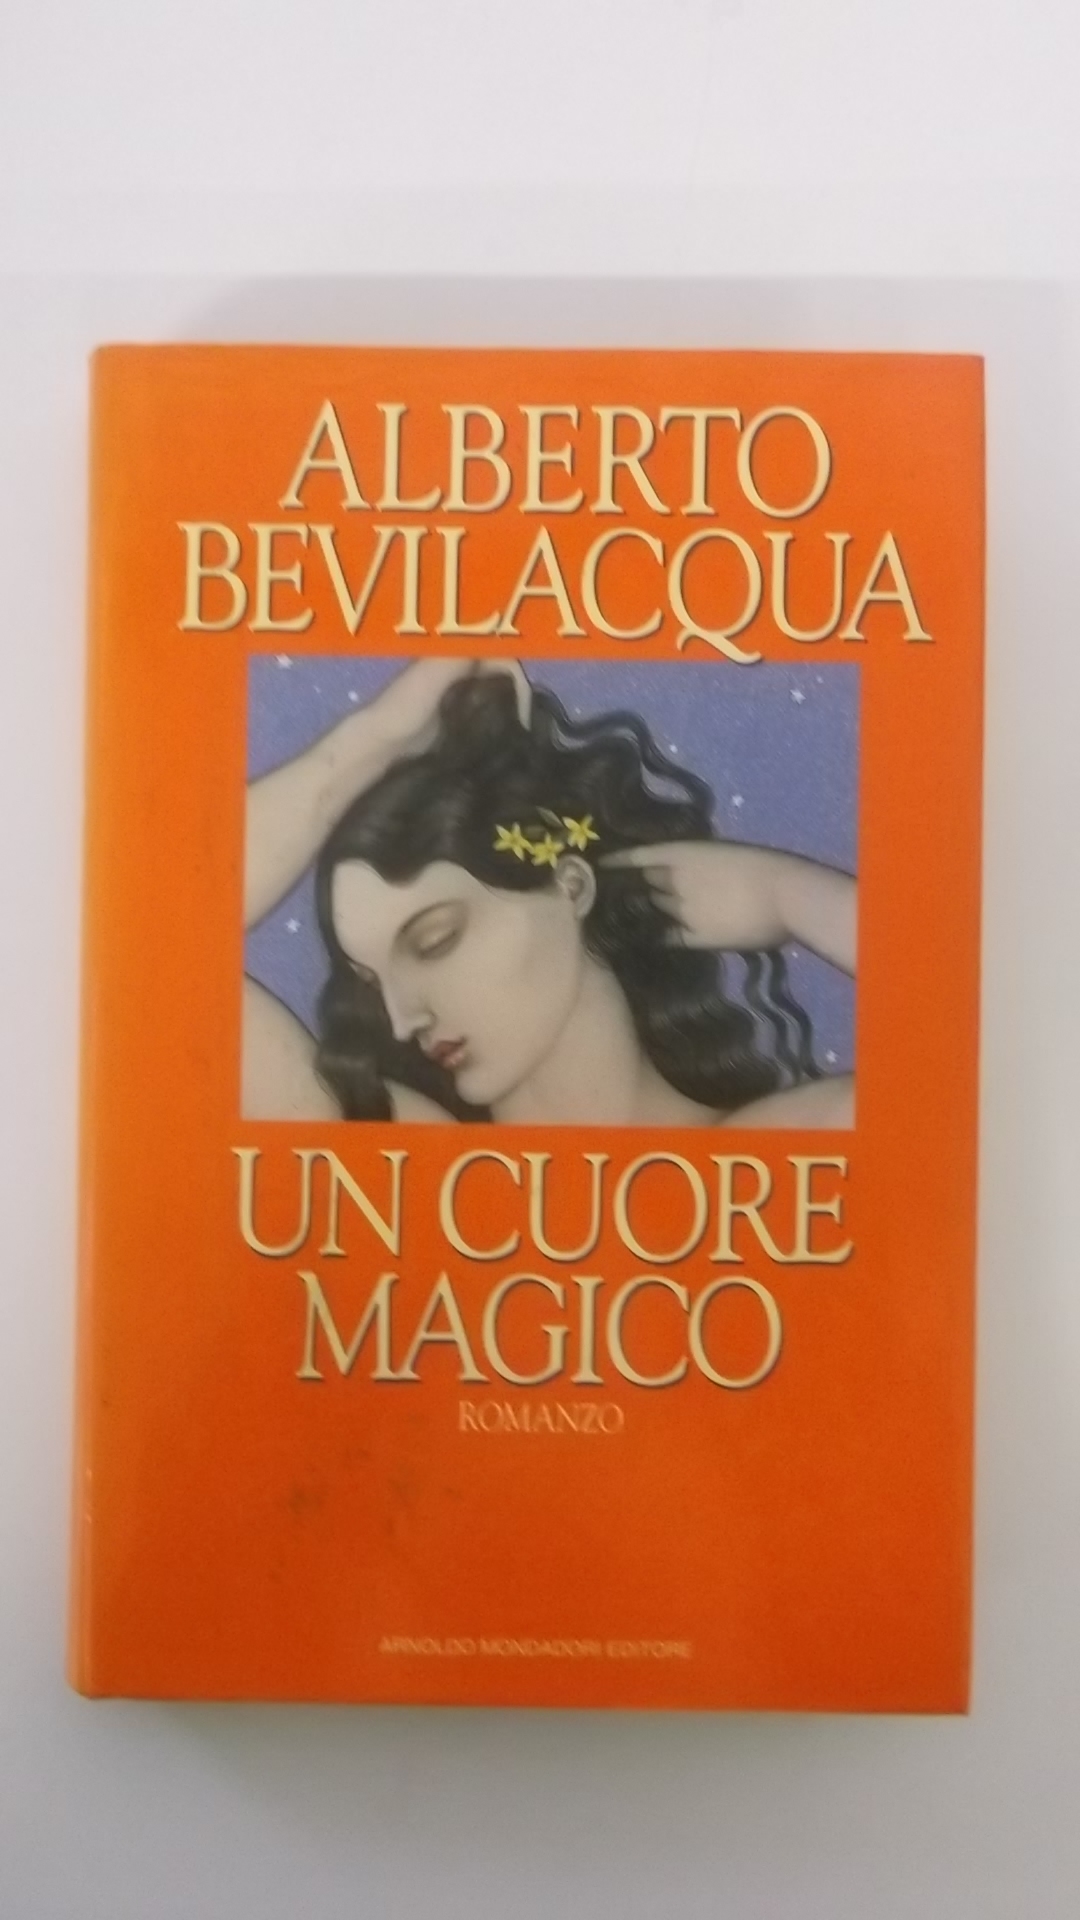 ALBERTO
BEVILACQUA
UN CUORE
MAGICO
ROMANZO
ARNOLDO MONDADORI EDITORE